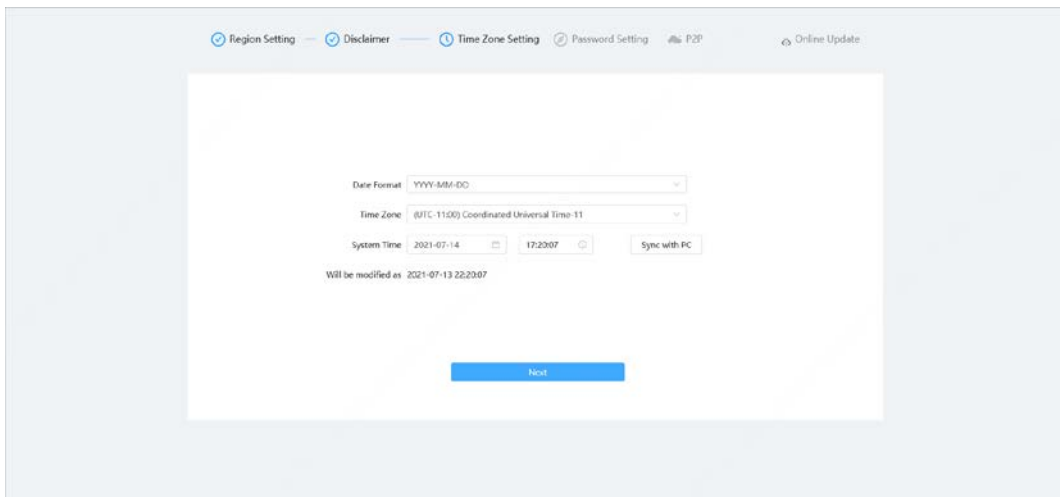 Region Setting Disclaimer Time Zone Setting Password Setting P2P Online Update
Date Format YYYY-MM-DD
Time Zone (UTC-11:00) Coordinated Universal Time-11
System Time 2021-07-14 17:20:07 Sync with PC
Will be modified as 2021-07-13 22:20:07
Next